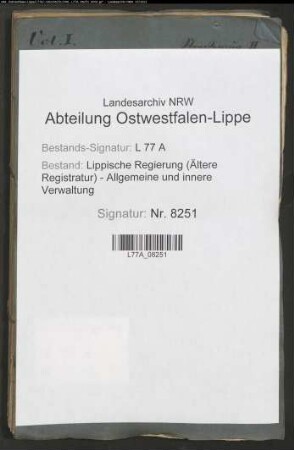 Vol. I.
Landesarchiv NRW
Abteilung Ostwestfalen-Lippe
Bestands-Signatur: L 77 A
Bestand: Lippische Regierung (Ältere
Registratur) - Allgemeine und innere
Verwaltung
Signatur: Nr. 8251
L77A_08251